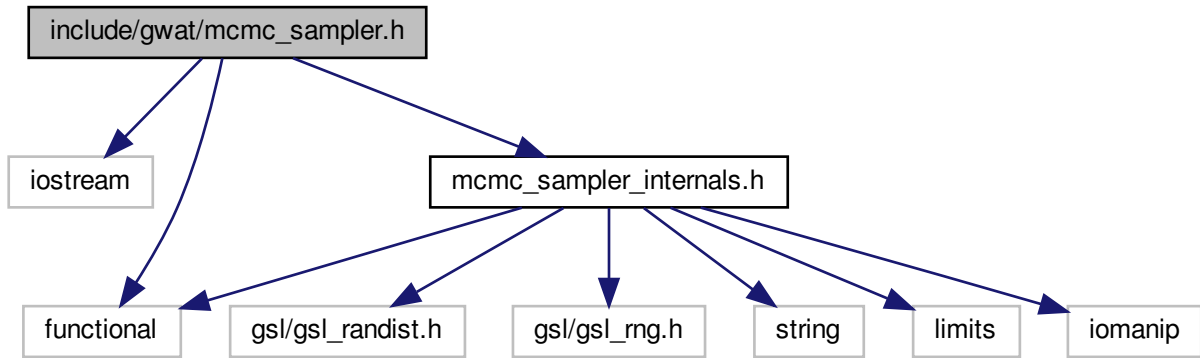 include/gwat/mcmc_sampler.h
iostream
mcmc_sampler_internals.h
functional
gsl/gsl_randist.h
gsl/gsl_rng.h
string
limits
iomanip